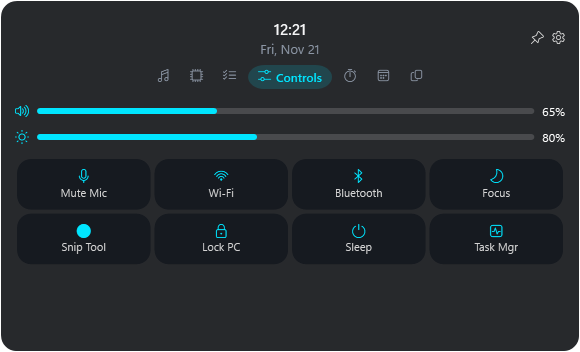 12:21
Fri, Nov 21
Controls
65%
80%
Mute Mic
Wi-Fi
Bluetooth
Focus
Snip Tool
Lock PC
Sleep
Task Mgr